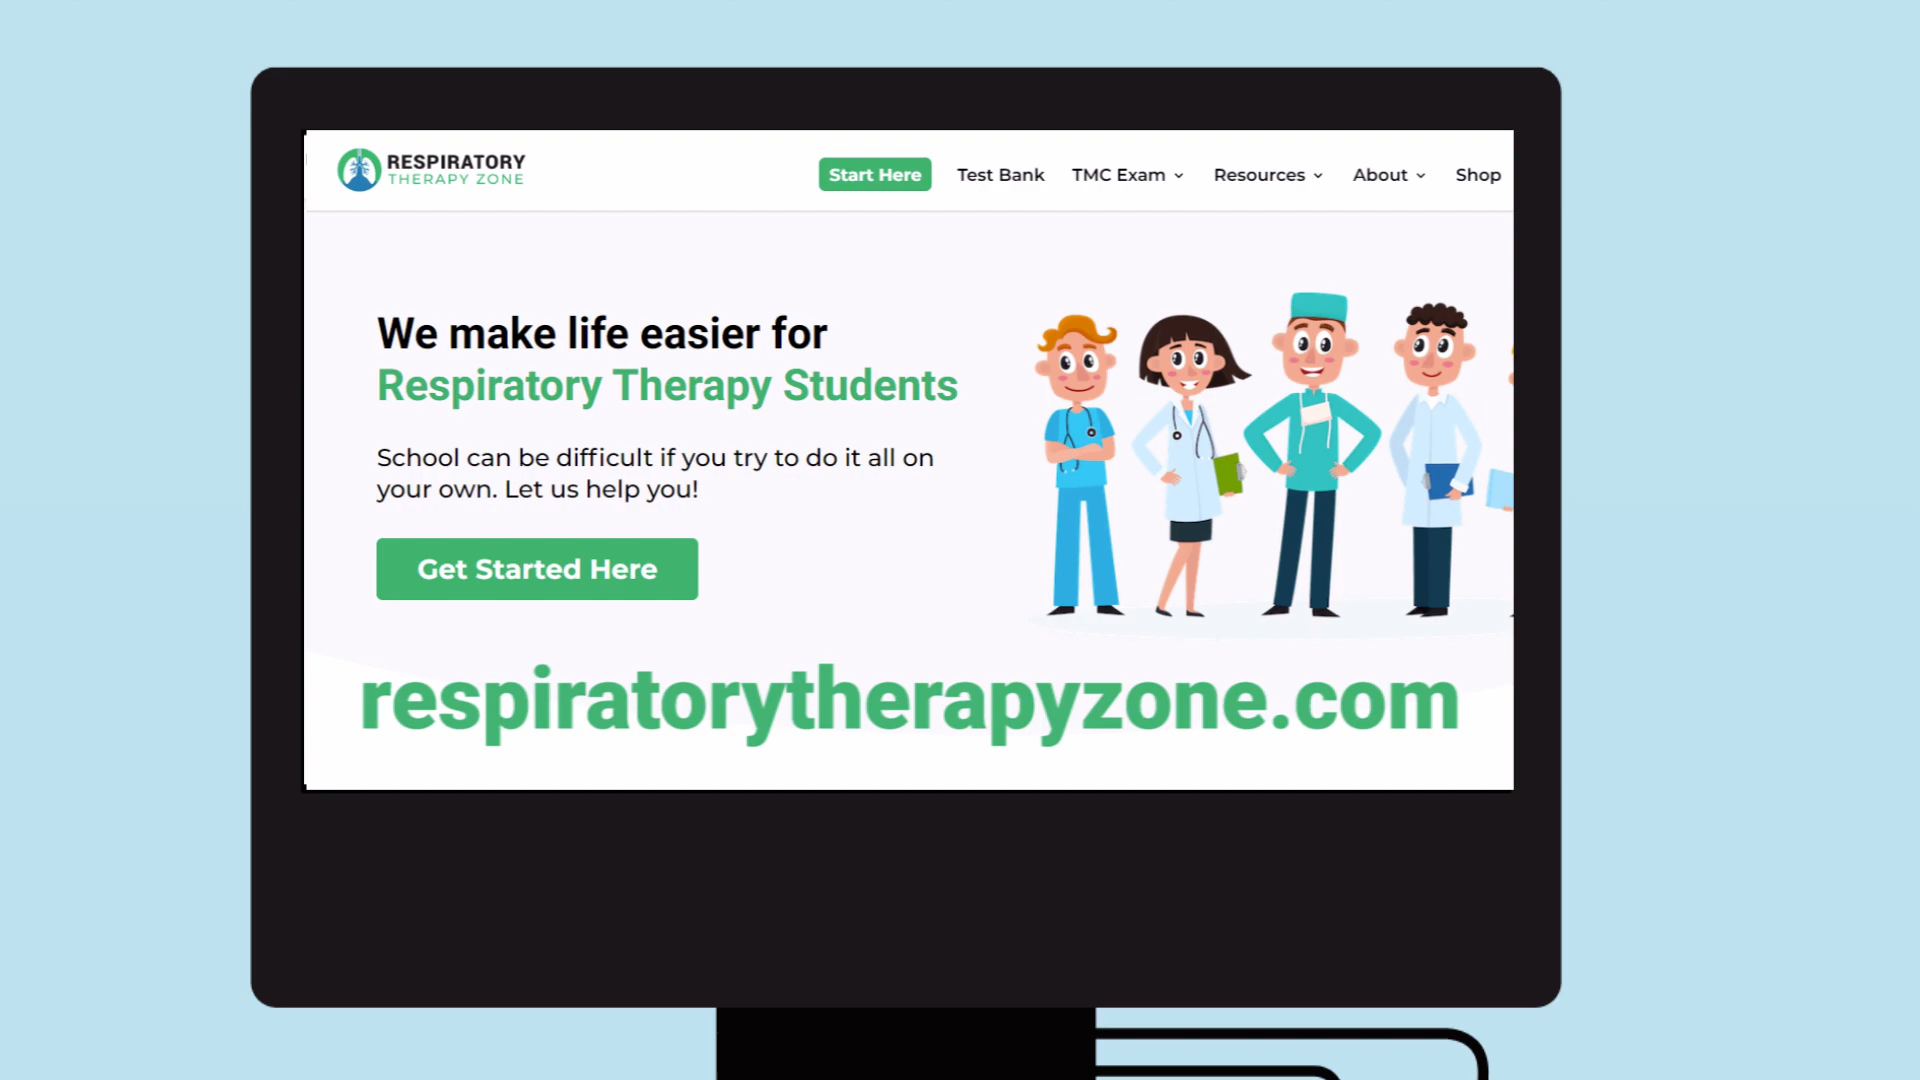 RESPIRATORY
THERAPY ZONE
Start Here
Test Bank
TMC Exam
Resources
About
Shop
We make life easier for
Respiratory Therapy Students
School can be difficult if you try to do it all on
your own. Let us help you!
Get Started Here
respiratorytherapyzone.com